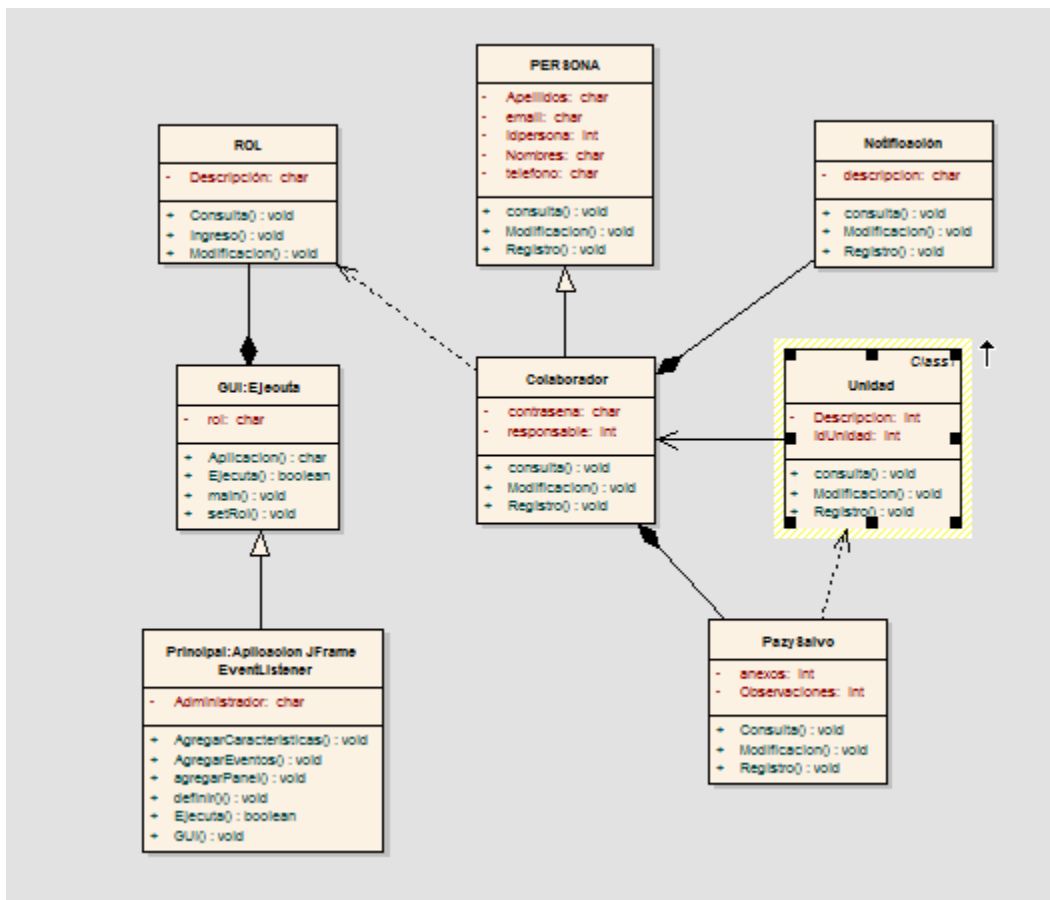 PERSONA
- Apellidos: char
- email: char
- Idpersona: int
- Nombres: char
- telefono: char
+ consulta() : void
+ Modificacion() : void
+ Registro() : void
ROL
- Descripción: char
+ Consulta() : void
+ Ingreso() : void
+ Modificacion() : void
Notificación
- descripcion: char
+ consulta() : void
+ Modificacion() : void
+ Registro() : void
GUI:Ejecuta
- rol: char
+ Aplicacion() : char
+ Ejecuta() : boolean
+ main() : void
+ setRol() : void
Colaborador
- contrasena: char
- responsable: int
+ consulta() : void
+ Modificacion() : void
+ Registro() : void
Class1
Unidad
- Descripcion: int
- idUnidad: int
+ consulta() : void
+ Modificacion() : void
+ Registro() : void
Principal:Aplicacion JFrame
EventListener
- Administrador: char
+ AgregarCaracteristicas() : void
+ AgregarEventos() : void
+ agregarPanel() : void
+ definir()() : void
+ Ejecuta() : boolean
+ GUI() : void
PazySalvo
- anexos: int
- Observaciones: int
+ Consulta() : void
+ Modificacion() : void
+ Registro() : void